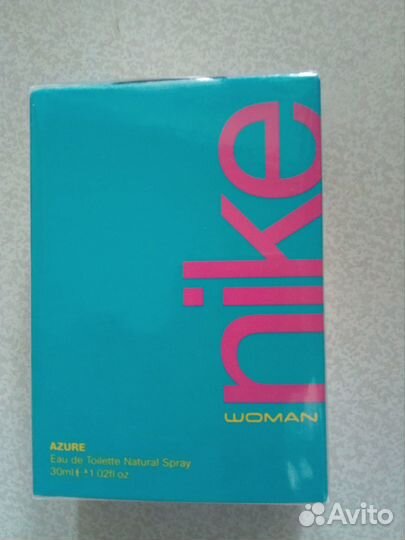 nike
WOMAN
AZURE
Eau de Toilette Natural Spray
30ml ℮ 1.02fl oz
Avito